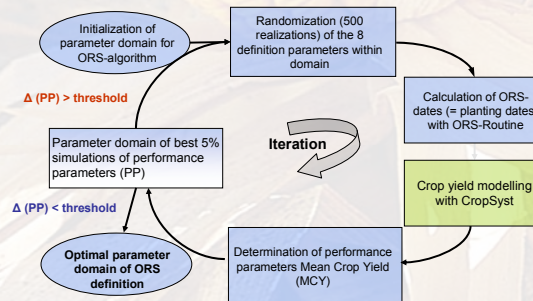 Initialization of
parameter domain for
ORS-algorithm
Randomization (500
realizations) of the 8
definition parameters within
domain
Δ (PP) > threshold
Calculation of ORS-
dates (= planting dates
with ORS-Routine
Parameter domain of best 5%
simulations of performance
parameters (PP)
Iteration
Crop yield modelling
with CropSyst
Δ (PP) < threshold
Optimal parameter
domain of ORS
definition
Determination of performance
parameters Mean Crop Yield
(MCY)